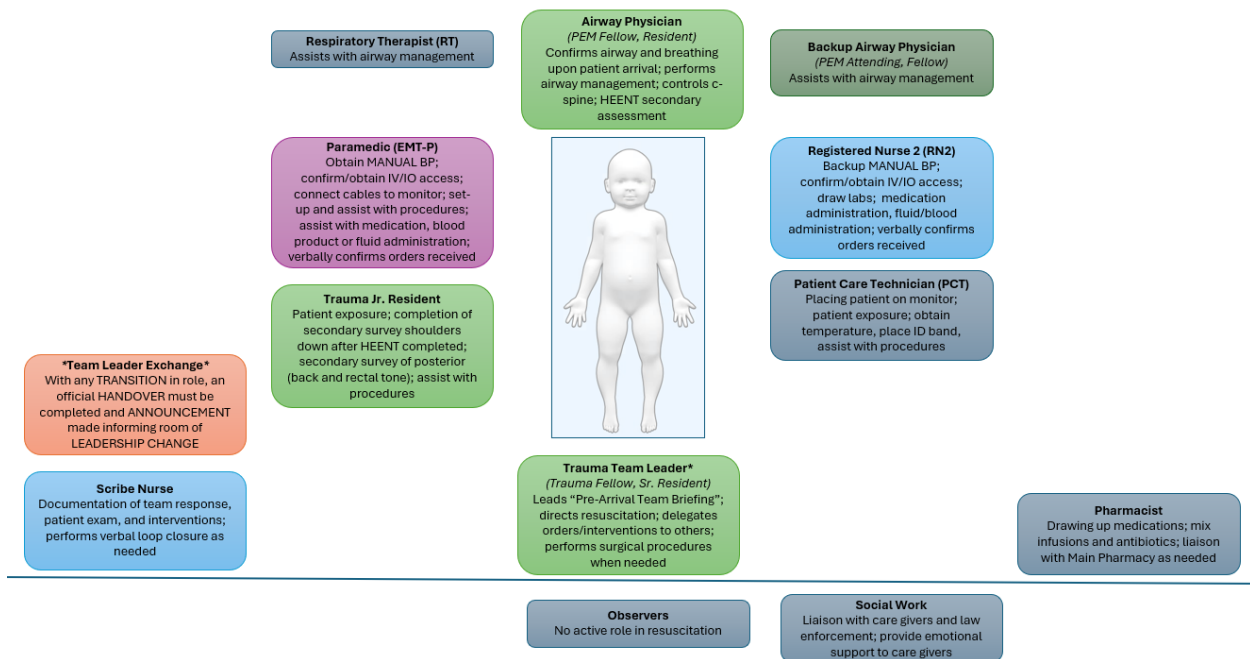 Respiratory Therapist (RT)
Assists with airway management
Airway Physician
(PEM Fellow, Resident)
Confirms airway and breathing
upon patient arrival; performs
airway management; controls c-
spine; HEENT secondary
assessment
Backup Airway Physician
(PEM Attending, Fellow)
Assists with airway management
Paramedic (EMT-P)
Obtain MANUAL BP;
confirm/obtain IV/IO access;
connect cables to monitor; set-
up and assist with procedures;
assist with medication, blood
product or fluid administration;
verbally confirms orders received
Registered Nurse 2 (RN2)
Backup MANUAL BP;
confirm/obtain IV/IO access;
draw labs; medication
administration, fluid/blood
administration; verbally confirms
orders received
Trauma Jr. Resident
Patient exposure; completion of
secondary survey shoulders
down after HEENT completed;
secondary survey of posterior
(back and rectal tone); assist with
procedures
Patient Care Technician (PCT)
Placing patient on monitor;
patient exposure; obtain
temperature, place ID band,
assist with procedures
*Team Leader Exchange*
With any TRANSITION in role, an
official HANDOVER must be
completed and ANNOUNCEMENT
made informing room of
LEADERSHIP CHANGE
Scribe Nurse
Documentation of team response,
patient exam, and interventions;
performs verbal loop closure as
needed
Trauma Team Leader*
(Trauma Fellow, Sr. Resident)
Leads “Pre-Arrival Team Briefing”;
directs resuscitation; delegates
orders/interventions to others;
performs surgical procedures
when needed
Pharmacist
Drawing up medications; mix
infusions and antibiotics; liaison
with Main Pharmacy as needed
Observers
No active role in resuscitation
Social Work
Liaison with care givers and law
enforcement; provide emotional
support to care givers